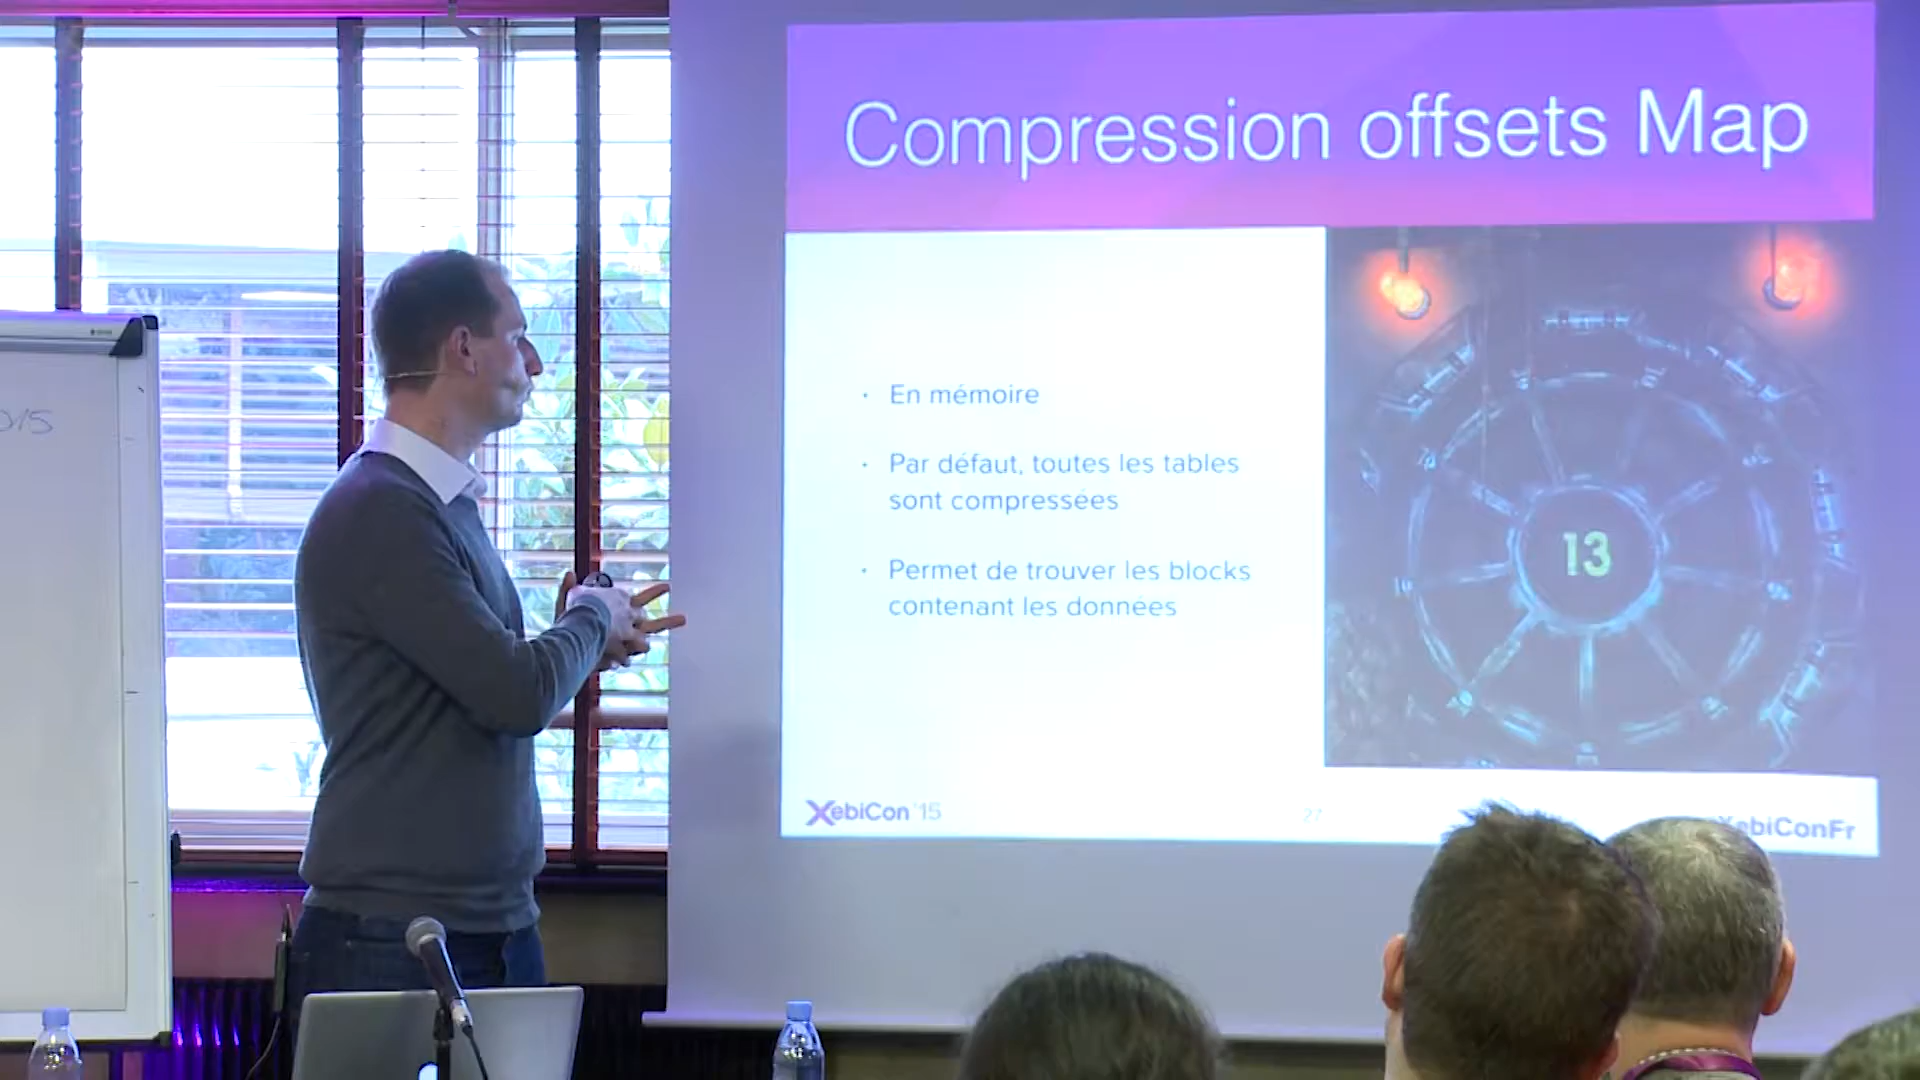 Compression offsets Map
• En mémoire
• Par défaut, toutes les tables
sont compressées
• Permet de trouver les blocks
contenant les données
13
XebiCon'15
27
XebiConFr